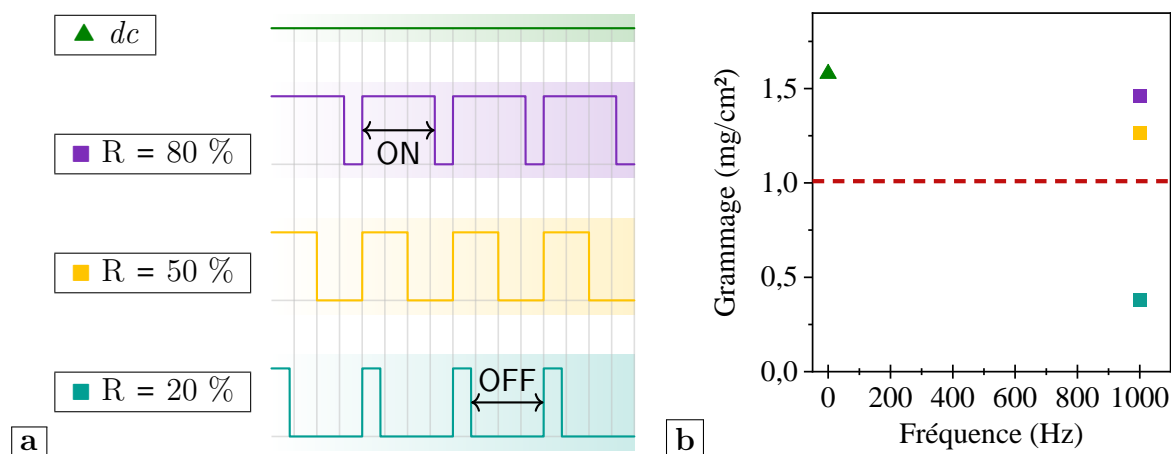 dc
R = 80 %
ON
R = 50 %
R = 20 %
OFF
a
Grammage (mg/cm²)
1,5
1,0
0,5
0,0
0 200 400 600 800 1000
Fréquence (Hz)
b